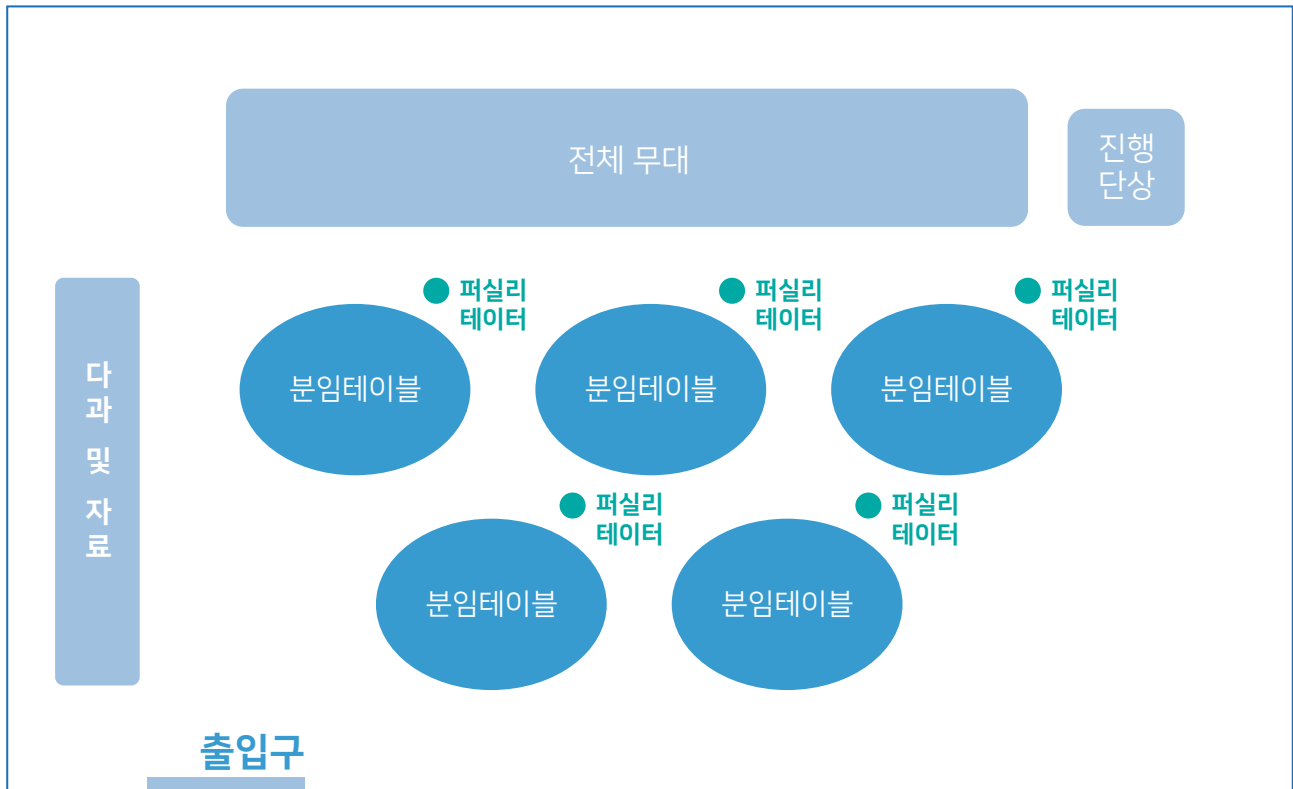 전체 무대
진행
단상
퍼실리
테이터
퍼실리
테이터
퍼실리
테이터
분임테이블
분임테이블
분임테이블
다과 및 자료
퍼실리
테이터
퍼실리
테이터
분임테이블
분임테이블
출입구